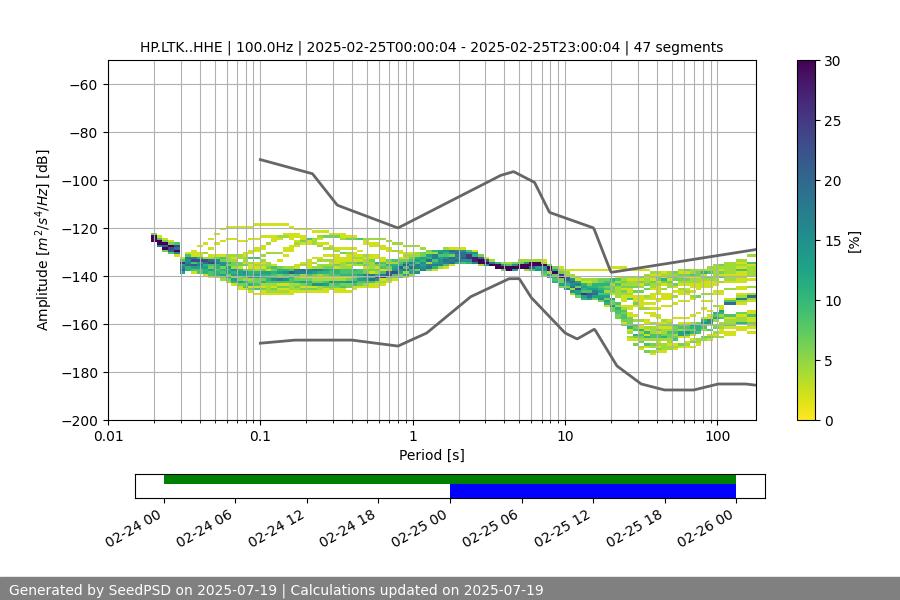 HP.LTK..HHE | 100.0Hz | 2025-02-25T00:00:04 - 2025-02-25T23:00:04 | 47 segments
Amplitude [m²/s⁴/Hz] [dB]
−60
−80
−100
−120
−140
−160
−180
−200
0.01 0.1 1 10 100
Period [s]
30
25
20
15
10
5
0
[%]
02-24 00 02-24 06 02-24 12 02-24 18 02-25 00 02-25 06 02-25 12 02-25 18 02-26 00
Generated by SeedPSD on 2025-07-19 | Calculations updated on 2025-07-19